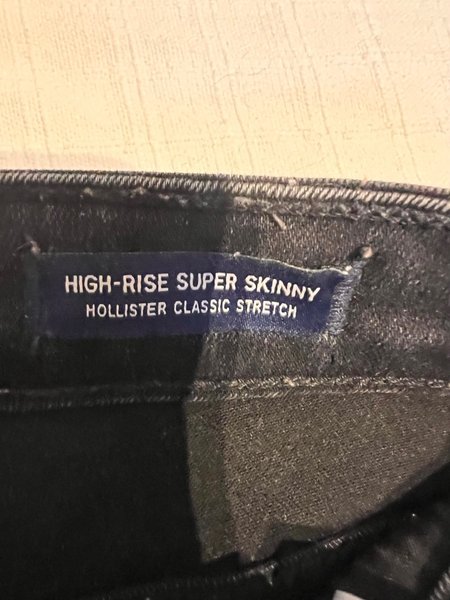 HIGH-RISE SUPER SKINNY
HOLLISTER CLASSIC STRETCH